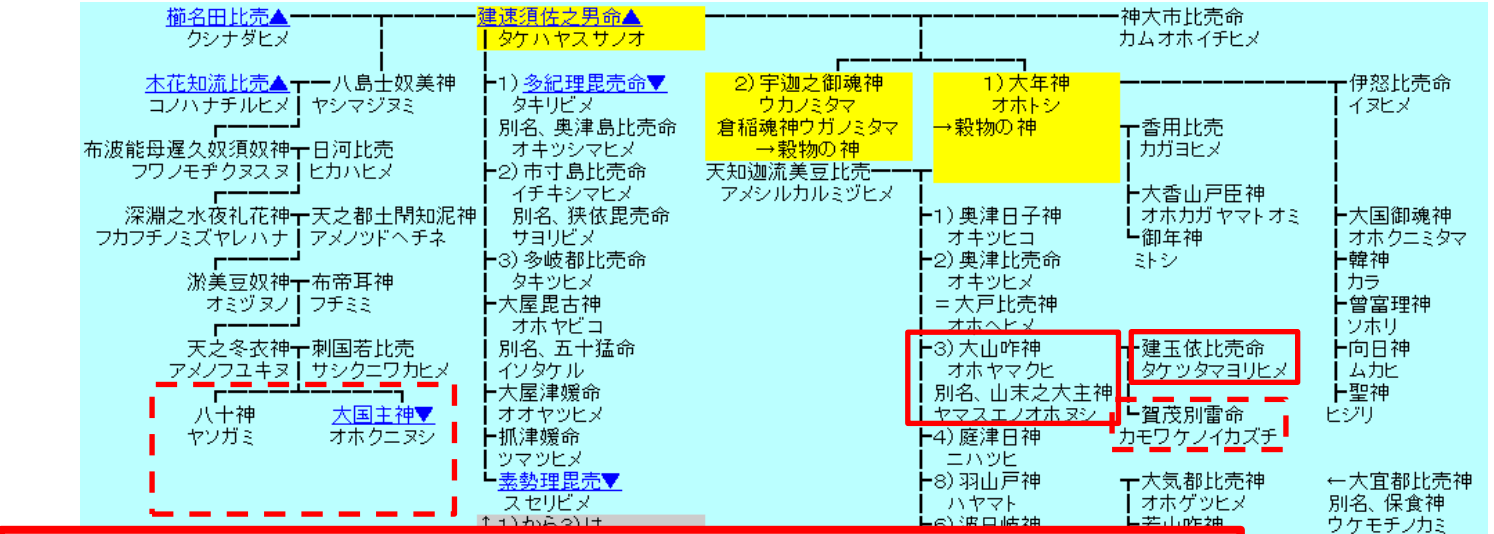 櫛名田比売▲
クシナダヒメ
建速須佐之男命▲
タケハヤスサノオ
神大市比売命
カムオホイチヒメ
木花知流比売▲
コノハナチルヒメ
八島士奴美神
ヤシマジヌミ
布波能母遅久奴須奴神
フワノモヂクヌスヌ
日河比売
ヒカハヒメ
深淵之水夜礼花神
フカフチノミズヤレハナ
天之都土閇知泥神
アメノツドヘチネ
淤美豆奴神
オミヅヌノ
布帝耳神
フチミミ
天之冬衣神
アメノフユキヌ
刺国若比売
サシクニワカヒメ
八十神
ヤソガミ
大国主神▼
オホクニヌシ
1) 多紀理毘売命▼
タキリビメ
別名、奥津島比売命
オキツシマヒメ
2) 市寸島比売命
イチキシマヒメ
別名、狭依毘売命
サヨリビメ
3) 多岐都比売命
タキツヒメ
大屋毘古神
オホヤビコ
別名、五十猛命
イソタケル
大屋津媛命
オオヤツヒメ
抓津媛命
ツマツヒメ
素勢理毘売▼
スセリビメ
↑1)から3)は
2) 宇迦之御魂神
ウカノミタマ
倉稲魂神ウガノミタマ
→穀物の神
1) 大年神
オホトシ
→穀物の神
天知迦流美豆比売
アメシルカルミヅヒメ
1) 奥津日子神
オキツヒコ
2) 奥津比売命
オキツヒメ
=大戸比売神
オホヘヒメ
3) 大山咋神
オホヤマクヒ
別名、山末之大主神
ヤマスエノオホヌシ
4) 庭津日神
ニハツヒ
8) 羽山戸神
ハヤマト
6) 波日岐神
香用比売
カガヨヒメ
大香山戸臣神
オホカガヤマトオミ
御年神
ミトシ
建玉依比売命
タケツタマヨリヒメ
賀茂別雷命
カモワケノイカズチ
大気都比売神
オホゲツヒメ
若山咋神
伊怒比売命
イヌヒメ
大国御魂神
オホクニミタマ
韓神
カラ
曽富理神
ソホリ
向日神
ムカヒ
聖神
ヒジリ
←大宜都比売神
別名、保食神
ウケモチノカミ